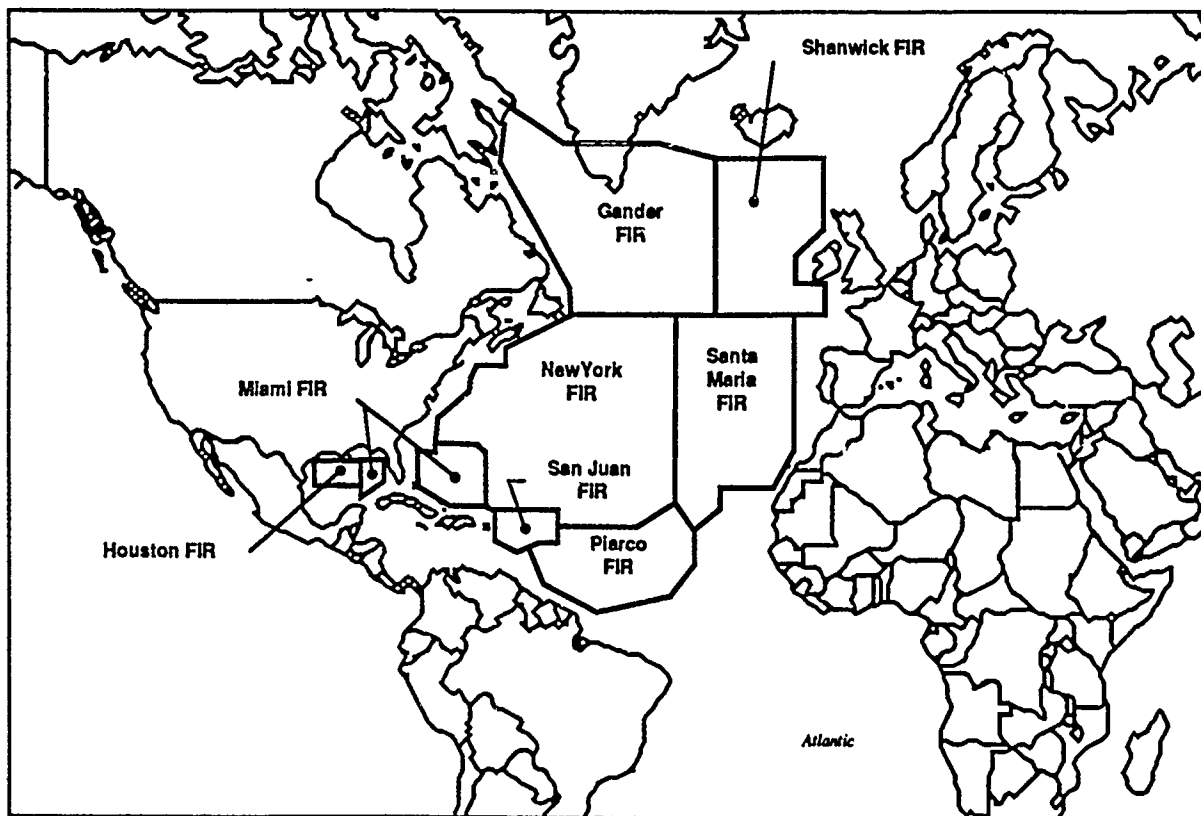 Shanwick FIR
Gander
FIR
NewYork
FIR
Santa
Maria
FIR
Miami FIR
San Juan
FIR
Houston FIR
Piarco
FIR
Atlantic